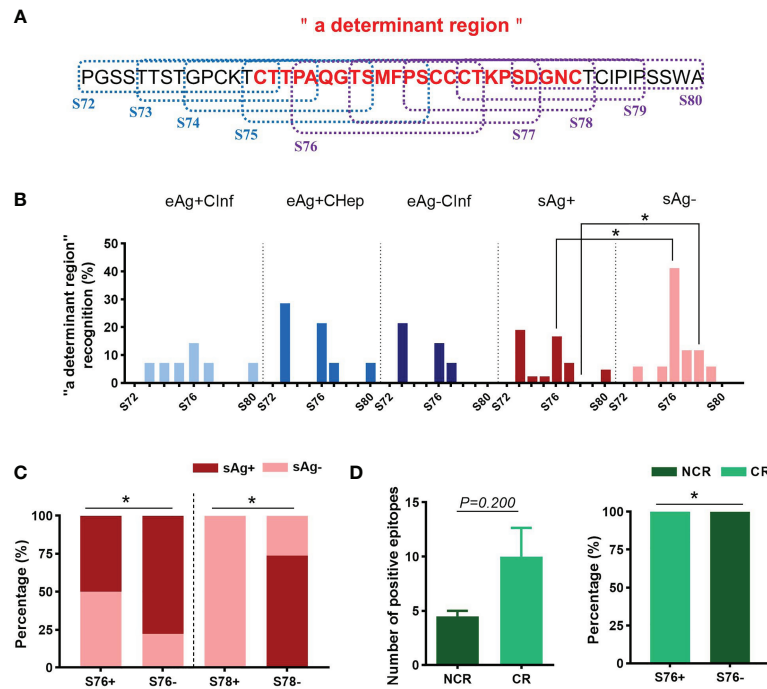 A
" a determinant region "
PGSSTTSTGPCKTCTTPAQGTSMFPSCCCTKPSDGNCTCIPIPSSWA
S72
S73
S74
S75
S76
S77
S78
S79
S80
B
eAg+CInf
eAg+CHep
eAg-CInf
sAg+
sAg-
"a determinant region"
recognition (%)
50
40
30
20
10
0
*
*
S72
S76
S80
S72
S76
S80
S72
S76
S80
S72
S76
S80
S72
S76
S80
C
sAg+
sAg-
Percentage (%)
100
75
50
25
0
*
*
S76+
S76-
S78+
S78-
D
NCR
CR
Number of positive epitopes
15
10
5
0
P=0.200
NCR
CR
Percentage (%)
100
75
50
25
0
*
S76+
S76-